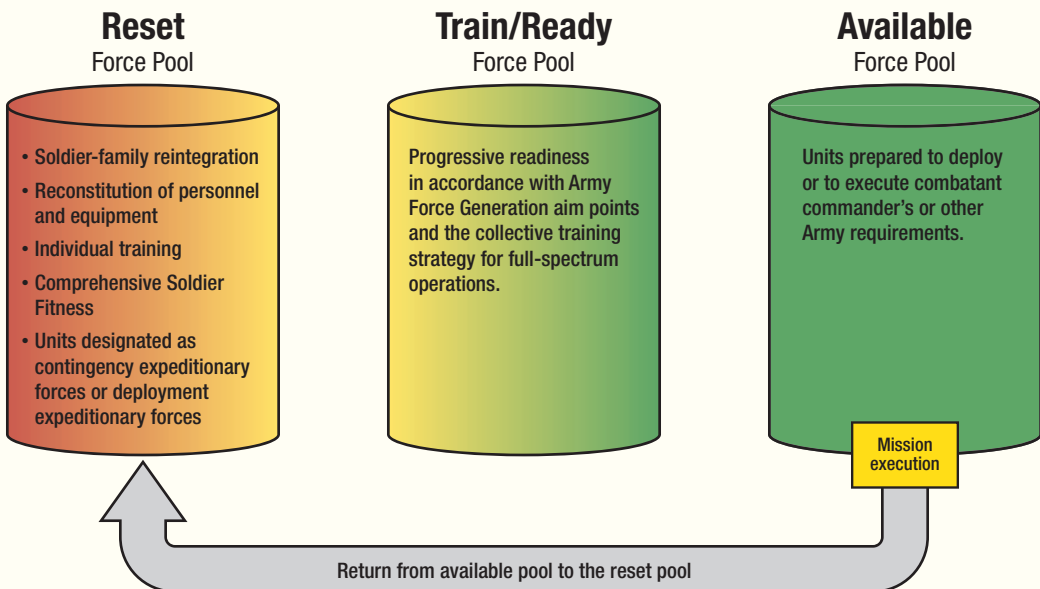 Reset
Force Pool
• Soldier-family reintegration
• Reconstitution of personnel
and equipment
• Individual training
• Comprehensive Soldier
Fitness
• Units designated as
contingency expeditionary
forces or deployment
expeditionary forces
Train/Ready
Force Pool
Progressive readiness
in accordance with Army
Force Generation aim points
and the collective training
strategy for full-spectrum
operations.
Available
Force Pool
Units prepared to deploy
or to execute combatant
commander’s or other
Army requirements.
Mission
execution
Return from available pool to the reset pool